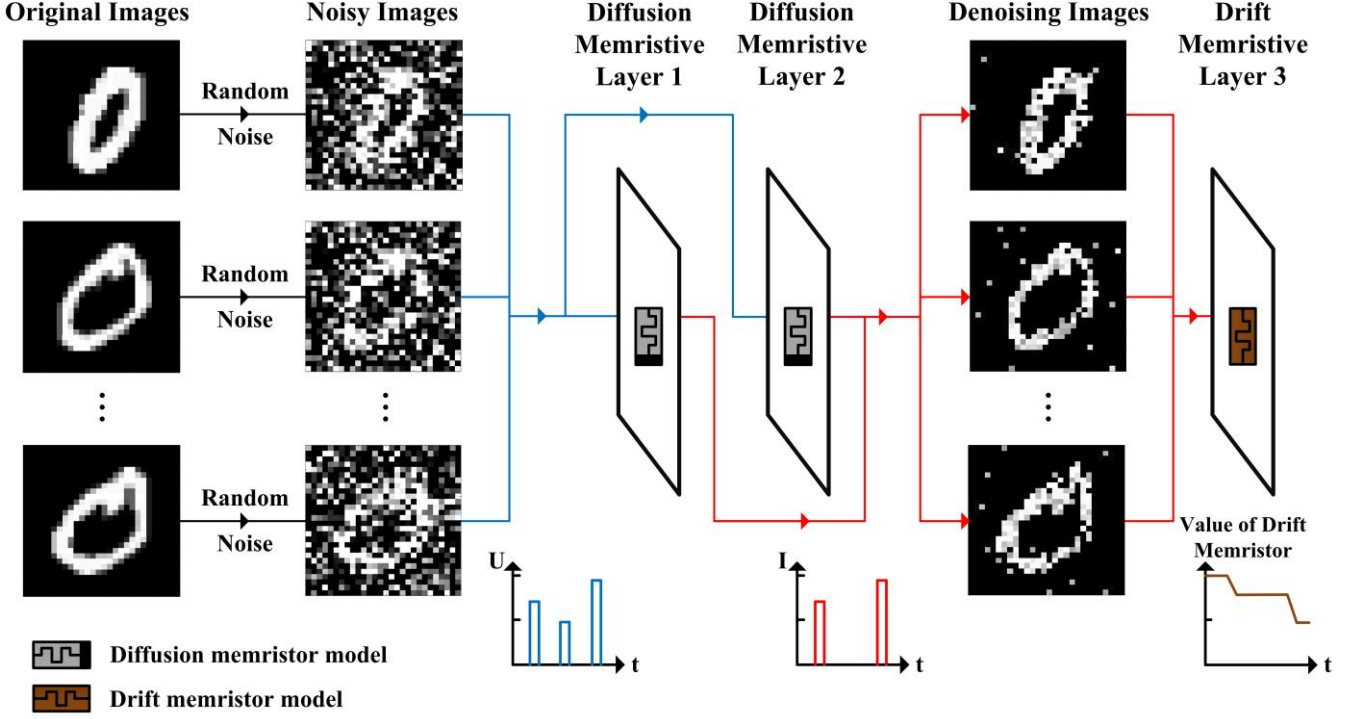 Original Images
Noisy Images
Diffusion
Memristive
Layer 1
Diffusion
Memristive
Layer 2
Denoising Images
Drift
Memristive
Layer 3
Random
Noise
Random
Noise
Random
Noise
U
t
I
t
Value of Drift
Memristor
t
Diffusion memristor model
Drift memristor model